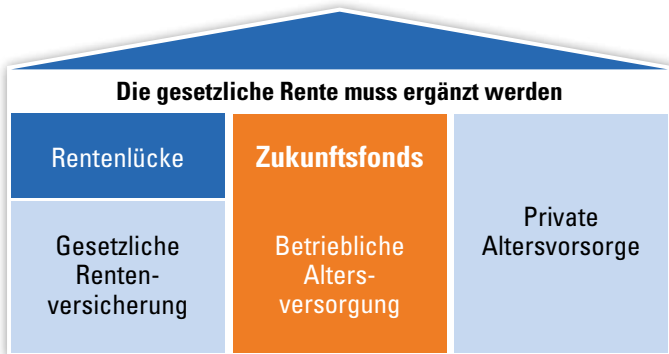 Die gesetzliche Rente muss ergänzt werden
Rentenlücke
Gesetzliche
Renten-
versicherung
Zukunftsfonds
Betriebliche
Alters-
versorgung
Private
Altersvorsorge